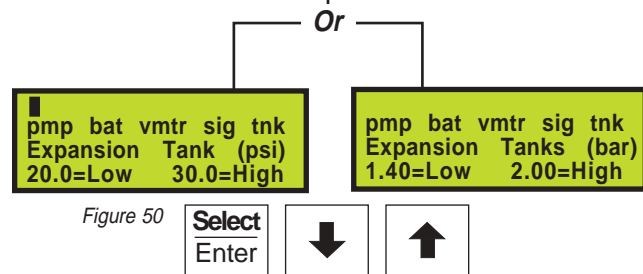 Or
pmp bat vmtr sig tnk
Expansion Tank (psi)
20.0=Low 30.0=High
pmp bat vmtr sig tnk
Expansion Tanks (bar)
1.40=Low 2.00=High
Figure 50
Select
Enter